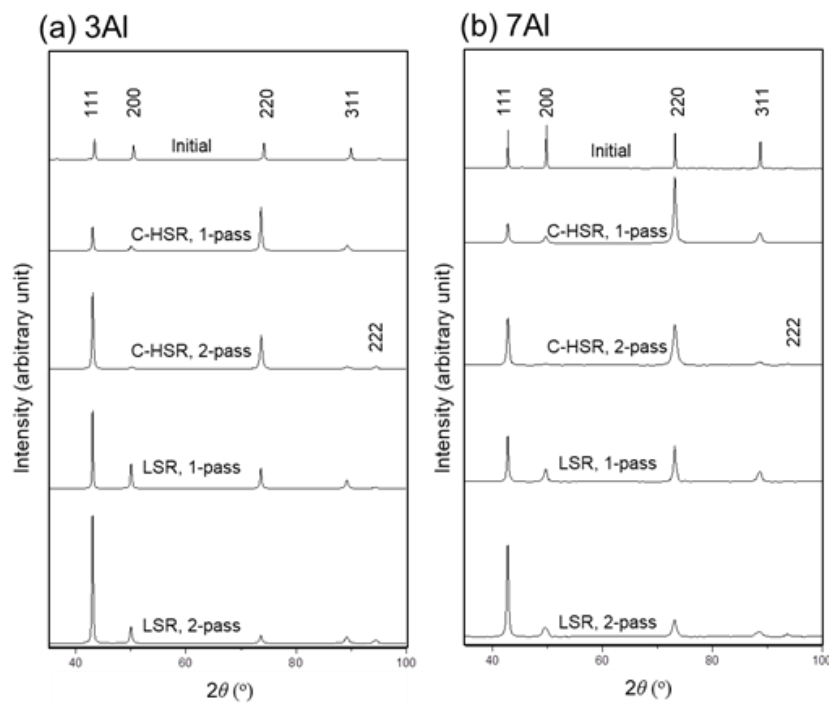 (a) 3Al
111
200
220
311
Initial
C-HSR, 1-pass
C-HSR, 2-pass
222
LSR, 1-pass
LSR, 2-pass
Intensity (arbitrary unit)
40 60 80 100
2θ (°)
(b) 7Al
111
200
220
311
Initial
C-HSR, 1-pass
C-HSR, 2-pass
222
LSR, 1-pass
LSR, 2-pass
Intensity (arbitrary unit)
40 60 80 100
2θ (°)